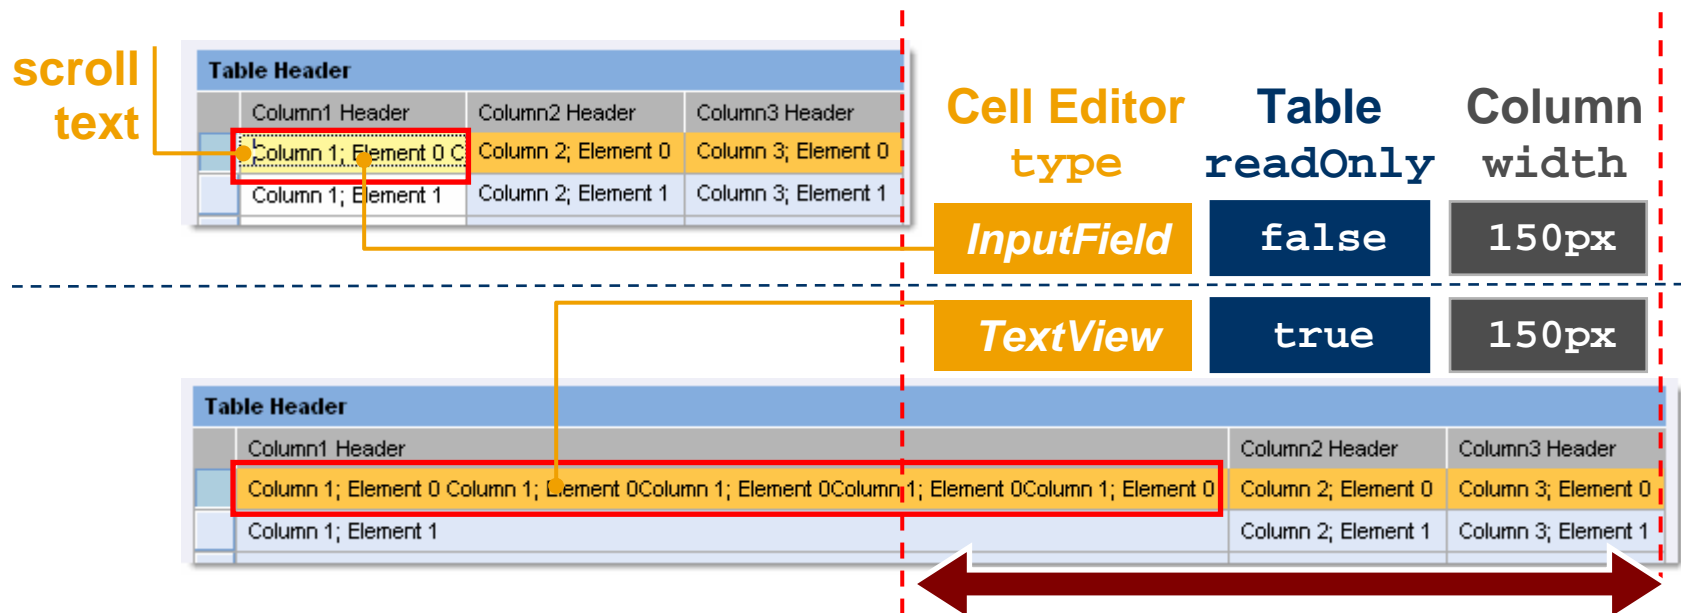 scroll
text
Table Header
Column1 Header Column2 Header Column3 Header
Column 1; Element 0 C Column 2; Element 0 Column 3; Element 0
Column 1; Element 1 Column 2; Element 1 Column 3; Element 1
Cell Editor
type
Table
readOnly
Column
width
InputField false 150px
TextView true 150px
Table Header
Column1 Header Column2 Header Column3 Header
Column 1; Element 0 Column 1; Element 0Column 1; Element 0Column 1; Element 0Column 1; Element 0 Column 2; Element 0 Column 3; Element 0
Column 1; Element 1 Column 2; Element 1 Column 3; Element 1